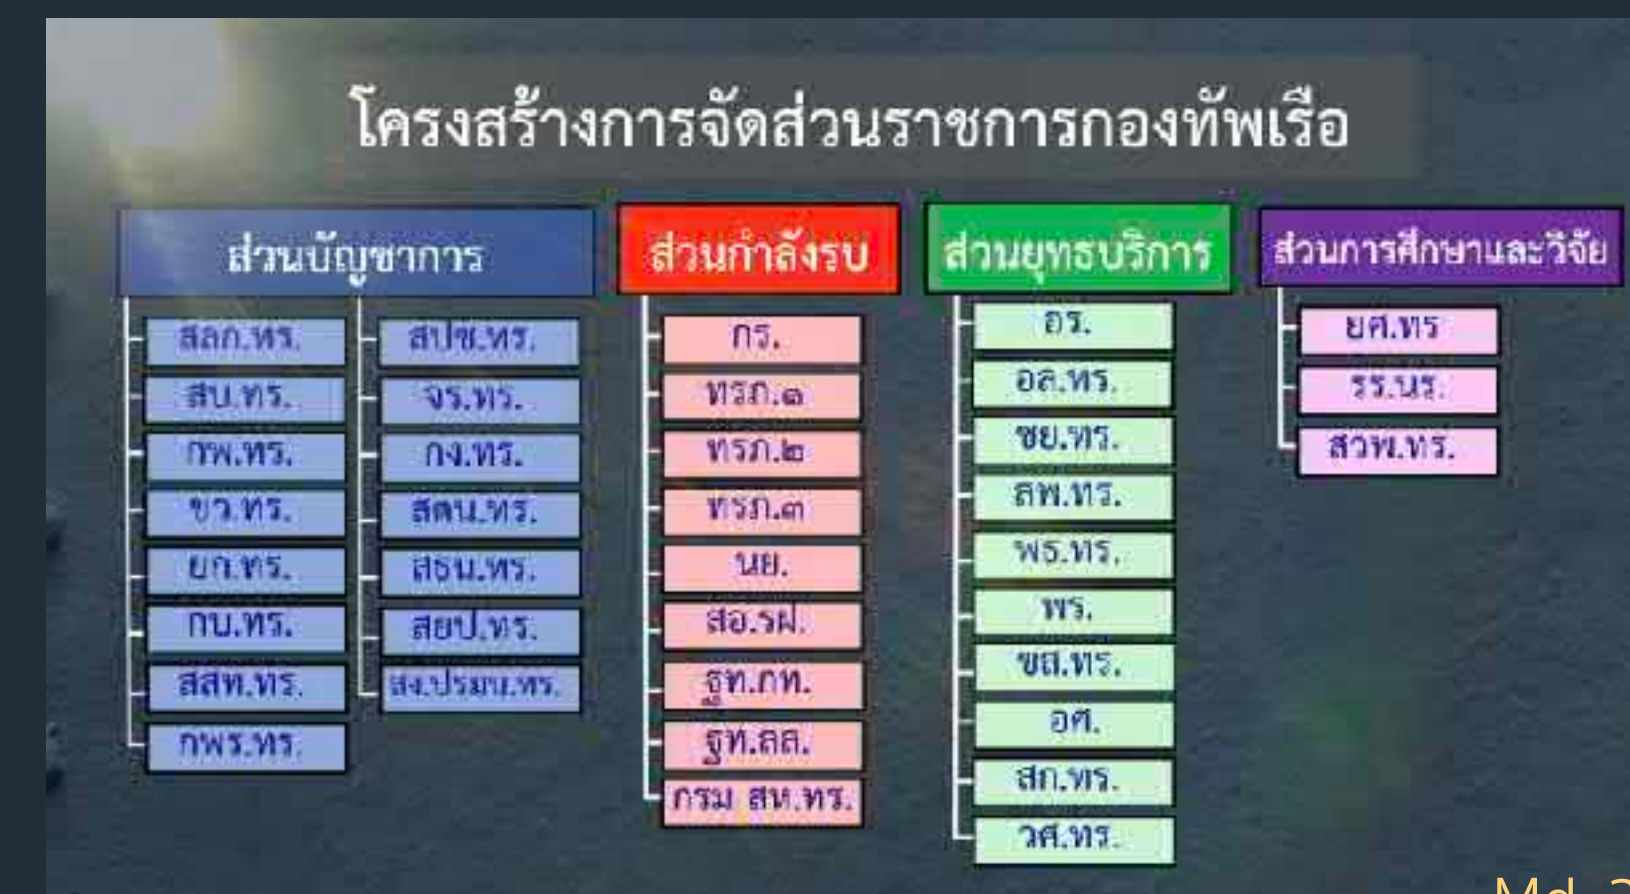 โครงสร้างการจัดส่วนราชการกองทัพเรือ
ส่วนบัญชาการ
สลก.ทร.
สบ.ทร.
กพ.ทร.
ขว.ทร.
ยก.ทร.
กบ.ทร.
สสท.ทร.
กพร.ทร.
สปช.ทร.
จร.ทร.
กง.ทร.
สตน.ทร.
สธน.ทร.
สยป.ทร.
สง.ปรมน.ทร.
ส่วนกำลังรบ
กร.
ทรภ.๑
ทรภ.๒
ทรภ.๓
นย.
สอ.รฝ.
ฐท.กท.
ฐท.สส.
กรม สห.ทร.
ส่วนยุทธบริการ
อร.
อล.ทร.
ชย.ทร.
สพ.ทร.
พธ.ทร.
พร.
ขส.ทร.
อศ.
สก.ทร.
วศ.ทร.
ส่วนการศึกษาและวิจัย
ยศ.ทร
รร.นร.
สวพ.ทร.